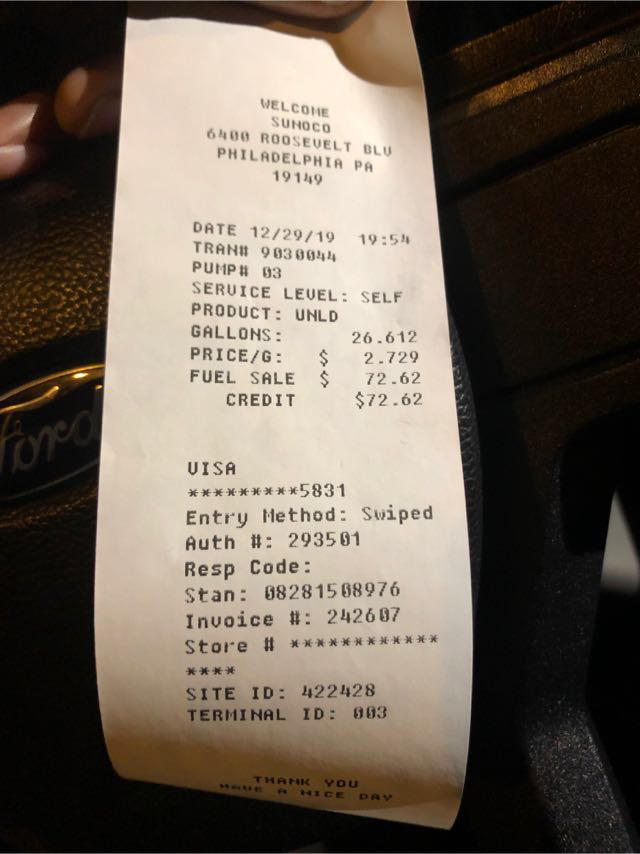 WELCOME
SUNOCO
6400 ROOSEVELT BLV
PHILADELPHIA PA
19149
DATE 12/29/19 19:54
TRAN# 9030044
PUMP# 03
SERVICE LEVEL: SELF
PRODUCT: UNLD
GALLONS: 26.612
PRICE/G: $ 2.729
FUEL SALE $ 72.62
CREDIT $72.62
VISA
*********5831
Entry Method: Swiped
Auth #: 293501
Resp Code:
Stan: 08281508976
Invoice #: 242607
Store # ************
****
SITE ID: 422428
TERMINAL ID: 003
THANK YOU
HAVE A NICE DAY
Ford